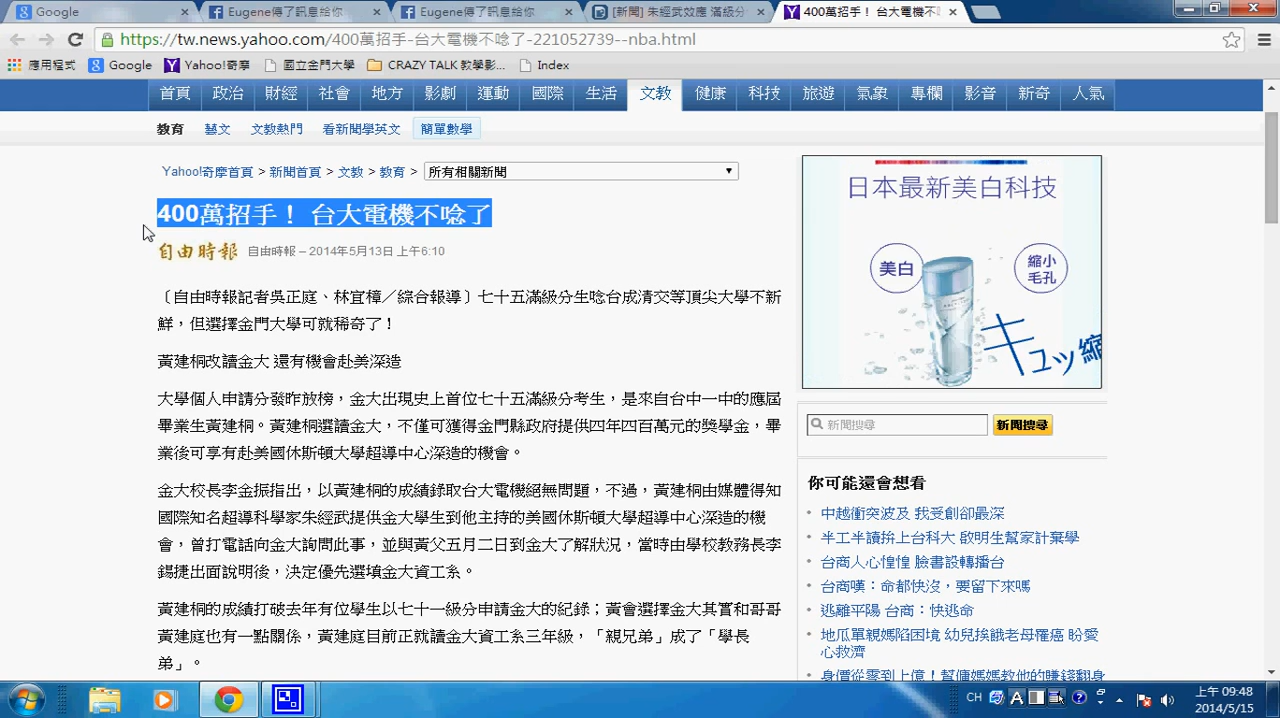 Google
Eugene傳了訊息給你
Eugene傳了訊息給你
[新聞] 朱經武效應 滿級分
400萬招手！ 台大電機不
https://tw.news.yahoo.com/400萬招手-台大電機不唸了-221052739--nba.html
應用程式 Google Yahoo!奇摩 國立金門大學 CRAZY TALK 教學影... Index
首頁 政治 財經 社會 地方 影劇 運動 國際 生活 文教 健康 科技 旅遊 氣象 專欄 影音 新奇 人氣
教育 藝文 文教熱門 看新聞學英文 簡單數學
Yahoo!奇摩首頁 > 新聞首頁 > 文教 > 教育 > 所有相關新聞
400萬招手！ 台大電機不唸了
自由時報 自由時報 – 2014年5月13日 上午6:10
〔自由時報記者吳正庭、林宜樟／綜合報導〕七十五滿級分生唸台成清交等頂尖大學不新
鮮，但選擇金門大學可就稀奇了！
黃建桐改讀金大 還有機會赴美深造
大學個人申請分發昨放榜，金大出現史上首位七十五滿級分考生，是來自台中一中的應屆
畢業生黃建桐。黃建桐選讀金大，不僅可獲得金門縣政府提供四年四百萬元的獎學金，畢
業後可享有赴美國休斯頓大學超導中心深造的機會。
金大校長李金振指出，以黃建桐的成績錄取台大電機絕無問題，不過，黃建桐由媒體得知
國際知名超導科學家朱經武提供金大學生到他主持的美國休斯頓大學超導中心深造的機
會，曾打電話向金大詢問此事，並與黃父五月二日到金大了解狀況，當時由學校教務長李
錫捷出面說明後，決定優先選填金大資工系。
黃建桐的成績打破去年有位學生以七十一級分申請金大的紀錄；黃會選擇金大其實和哥哥
黃建庭也有一點關係，黃建庭目前正就讀金大資工系三年級，「親兄弟」成了「學長
弟」。
日本最新美白科技
美白
縮小
毛孔
キュッ縮
新聞搜尋 新聞搜尋
你可能還會想看
中越衝突波及 我受創卻最深
半工半讀拚上台科大 啟明生幫家計棄學
台商人心惶惶 臉書設轉播台
台商嘆：命都快沒，要留下來嗎
逃離平陽 台商：快逃命
地瓜單親媽陷困境 幼兒挨餓老母罹癌 盼愛
心救濟
身價從零到上億！幫傭媽媽教他的賺錢翻身
CH A
上午 09:48
2014/5/15